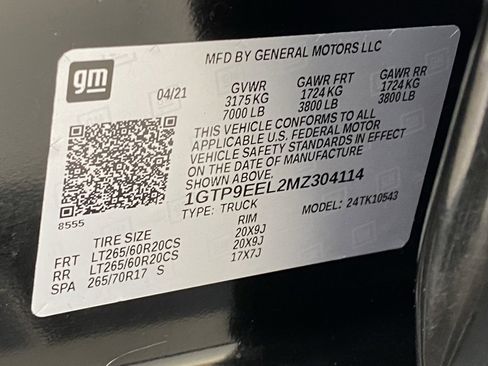 gm
MFD BY GENERAL MOTORS LLC
04/21 GVWR GAWR FRT GAWR RR
3175 KG 1724 KG 1724 KG
7000 LB 3800 LB 3800 LB
THIS VEHICLE CONFORMS TO ALL
APPLICABLE U.S. FEDERAL MOTOR
VEHICLE SAFETY STANDARDS IN EFFECT
ON THE DATE OF MANUFACTURE SHOWN ABOVE
1GTP9EEL2MZ304114
8555 TYPE: TRUCK MODEL: 24TK10543
TIRE SIZE RIM
FRT LT265/60R20CS 20X9J
RR LT265/60R20CS 20X9J
SPA 265/70R17 S 17X7J